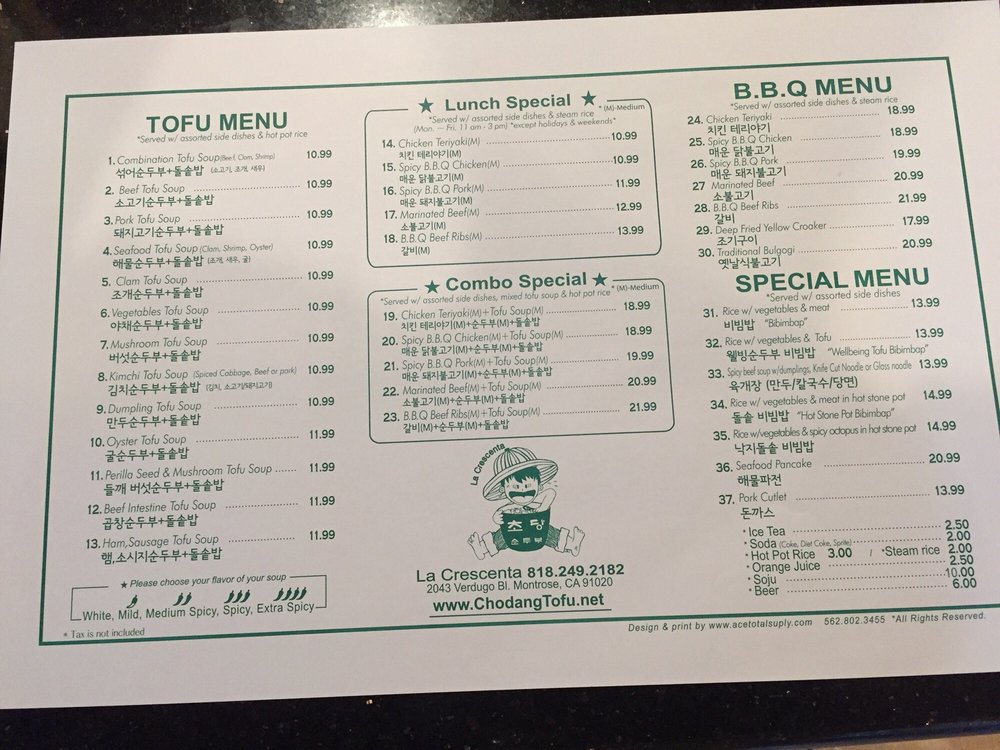 TOFU MENU
*Served w/ assorted side dishes & hot pot rice
1. Combination Tofu Soup (Beef, Clam, Shrimp) 10.99
섞어순두부+돌솥밥 (소고기, 조개, 새우)
2. Beef Tofu Soup 10.99
소고기순두부+돌솥밥
3. Pork Tofu Soup 10.99
돼지고기순두부+돌솥밥
4. Seafood Tofu Soup (Clam, Shrimp, Oyster) 10.99
해물순두부+돌솥밥 (조개, 새우, 굴)
5. Clam Tofu Soup 10.99
조개순두부+돌솥밥
6. Vegetables Tofu Soup 10.99
야채순두부+돌솥밥
7. Mushroom Tofu Soup 10.99
버섯순두부+돌솥밥
8. Kimchi Tofu Soup (Spiced Cabbage, Beef or pork) 10.99
김치순두부+돌솥밥 (김치, 소고기/돼지고기)
9. Dumpling Tofu Soup 10.99
만두순두부+돌솥밥
10. Oyster Tofu Soup 11.99
굴순두부+돌솥밥
11. Perilla Seed & Mushroom Tofu Soup 11.99
들깨 버섯순두부+돌솥밥
12. Beef Intestine Tofu Soup 11.99
곱창순두부+돌솥밥
13. Ham,Sausage Tofu Soup 11.99
햄,소시지순두부+돌솥밥
★ Please choose your flavor of your soup
White, Mild, Medium Spicy, Spicy, Extra Spicy
* Tax is not included
★ Lunch Special ★ * (M)-Medium
*Served w/ assorted side dishes & steam rice
(Mon. — Fri. 11 am - 3 pm) *except holidays & weekends*
14. Chicken Teriyaki(M) 10.99
치킨 테리야기(M)
15. Spicy B.B.Q Chicken(M) 10.99
매운 닭불고기(M)
16. Spicy B.B.Q Pork(M) 11.99
매운 돼지불고기(M)
17. Marinated Beef(M) 12.99
소불고기(M)
18. B.B.Q Beef Ribs(M) 13.99
갈비(M)
★ Combo Special ★ * (M)-Medium
*Served w/ assorted side dishes, mixed tofu soup & hot pot rice
19. Chicken Teriyaki(M)+Tofu Soup(M) 18.99
치킨 테리야기(M)+순두부(M)+돌솥밥
20. Spicy B.B.Q Chicken(M)+Tofu Soup(M) 18.99
매운 닭불고기(M)+순두부(M)+돌솥밥
21. Spicy B.B.Q Pork(M)+Tofu Soup(M) 19.99
매운 돼지불고기(M)+순두부(M)+돌솥밥
22. Marinated Beef(M)+Tofu Soup(M) 20.99
소불고기(M)+순두부(M)+돌솥밥
23. B.B.Q Beef Ribs(M)+Tofu Soup(M) 21.99
갈비(M)+순두부(M)+돌솥밥
La Crescenta
초당
소두부
La Crescenta 818.249.2182
2043 Verdugo Bl. Montrose, CA 91020
www.ChodangTofu.net
B.B.Q MENU
*Served w/ assorted side dishes & steam rice
24. Chicken Teriyaki 18.99
치킨 테리야기
25. Spicy B.B.Q Chicken 18.99
매운 닭불고기
26. Spicy B.B.Q Pork 19.99
매운 돼지불고기
27 Marinated Beef 20.99
소불고기
28. B.B.Q Beef Ribs 21.99
갈비
29. Deep Fried Yellow Croaker 17.99
조기구이
30. Traditional Bulgogi 20.99
옛날식불고기
SPECIAL MENU
*Served w/ assorted side dishes
31. Rice w/ vegetables & meat 13.99
비빔밥 "Bibimbap"
32. Rice w/ vegetables & Tofu 13.99
웰빙순두부 비빔밥 "Wellbeing Tofu Bibimbap"
33. Spicy beef soup w/dumplings, Knife Cut Noodle or Glass noodle 13.99
육개장 (만두/칼국수/당면)
34. Rice w/ vegetables & meat in hot stone pot 14.99
돌솥 비빔밥 "Hot Stone Pot Bibimbap"
35. Rice w/vegetables & spicy octopus in hot stone pot 14.99
낙지돌솥 비빔밥
36. Seafood Pancake 20.99
해물파전
37. Pork Cutlet 13.99
돈까스
* Ice Tea 2.50
* Soda (Coke, Diet Coke, Sprite) 2.00
* Hot Pot Rice 3.00 / *Steam rice 2.00
* Orange Juice 2.50
* Soju 10.00
* Beer 6.00
Design & print by www.acetotalsuply.com 562.802.3455 *All Rights Reserved.